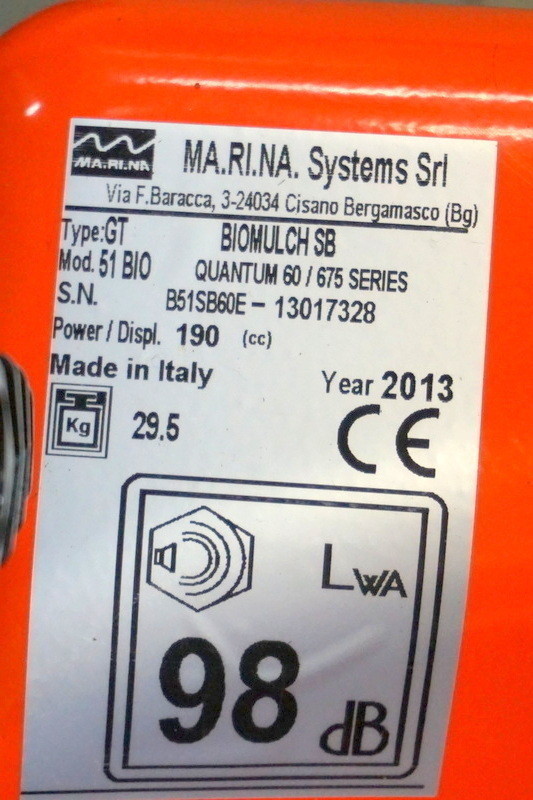 MA.RI.NA
MA.RI.NA. Systems Srl
Via F.Baracca, 3-24034 Cisano Bergamasco (Bg)
Type:GT BIOMULCH SB
Mod. 51 BIO QUANTUM 60 / 675 SERIES
S.N. B51SB60E - 13017328
Power / Displ. 190 (cc)
Made in Italy Year 2013
Kg 29.5 CE
LWA
98 dB